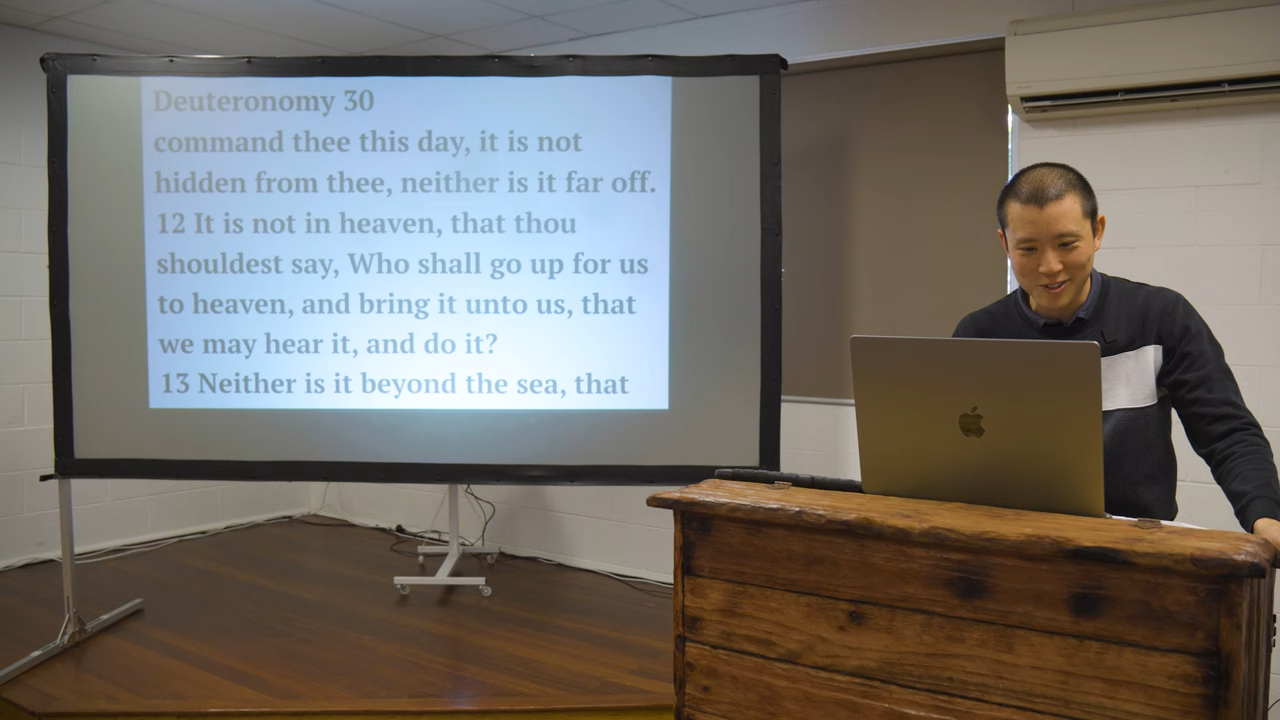 Deuteronomy 30
command thee this day, it is not
hidden from thee, neither is it far off.
12 It is not in heaven, that thou
shouldest say, Who shall go up for us
to heaven, and bring it unto us, that
we may hear it, and do it?
13 Neither is it beyond the sea, that